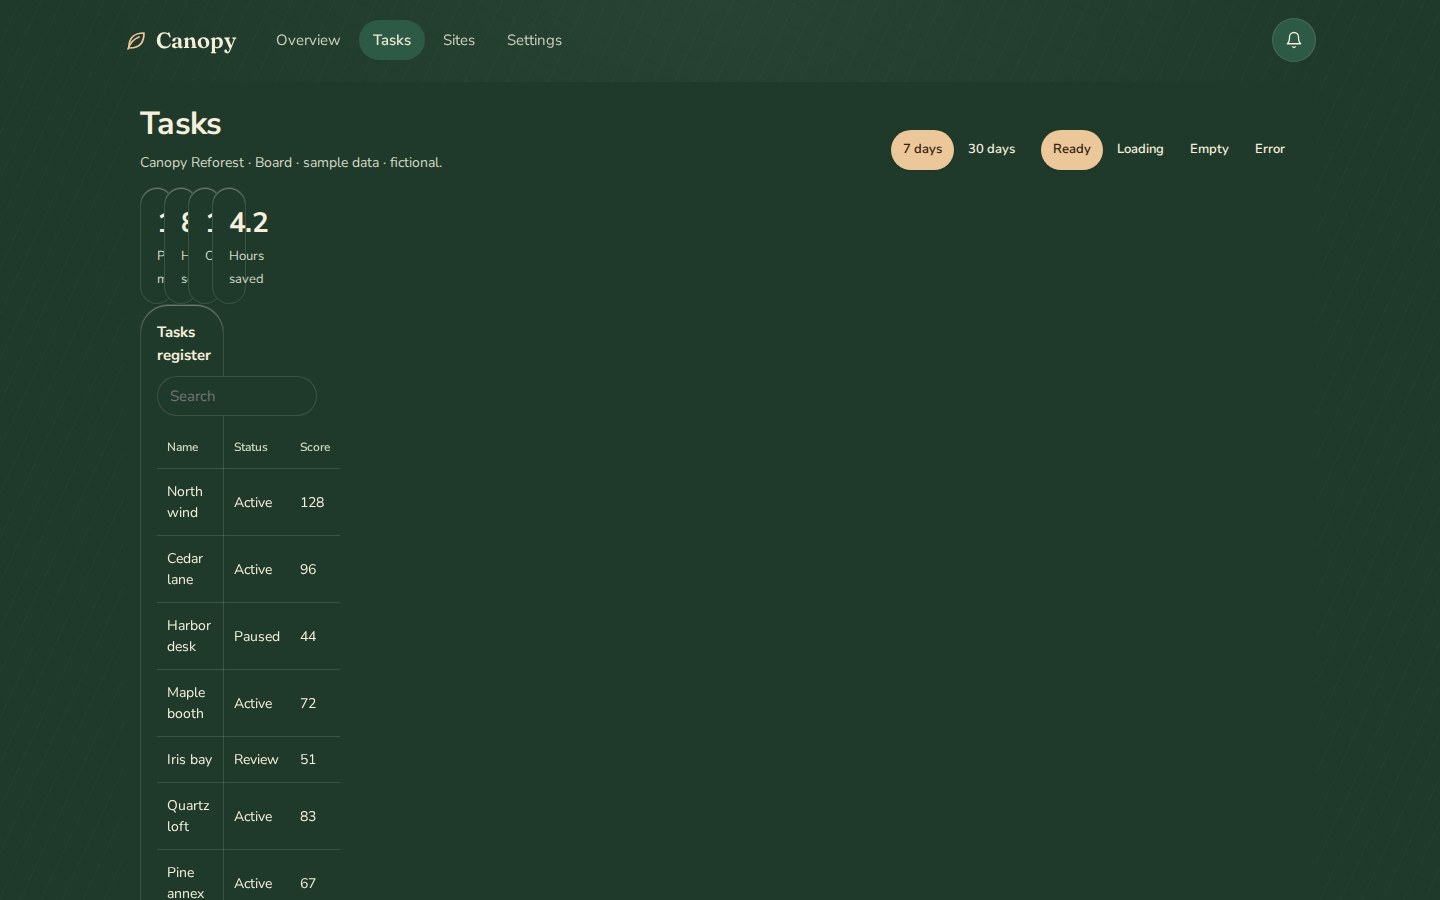 Canopy
Overview
Tasks
Sites
Settings
Tasks
Canopy Reforest · Board · sample data · fictional.
7 days
30 days
Ready
Loading
Empty
Error
4.2
Hours
saved
Tasks
register
Search
Name Status Score
North
wind
Active 128
Cedar
lane
Active 96
Harbor
desk
Paused 44
Maple
booth
Active 72
Iris bay Review 51
Quartz
loft
Active 83
Pine
annex
Active 67